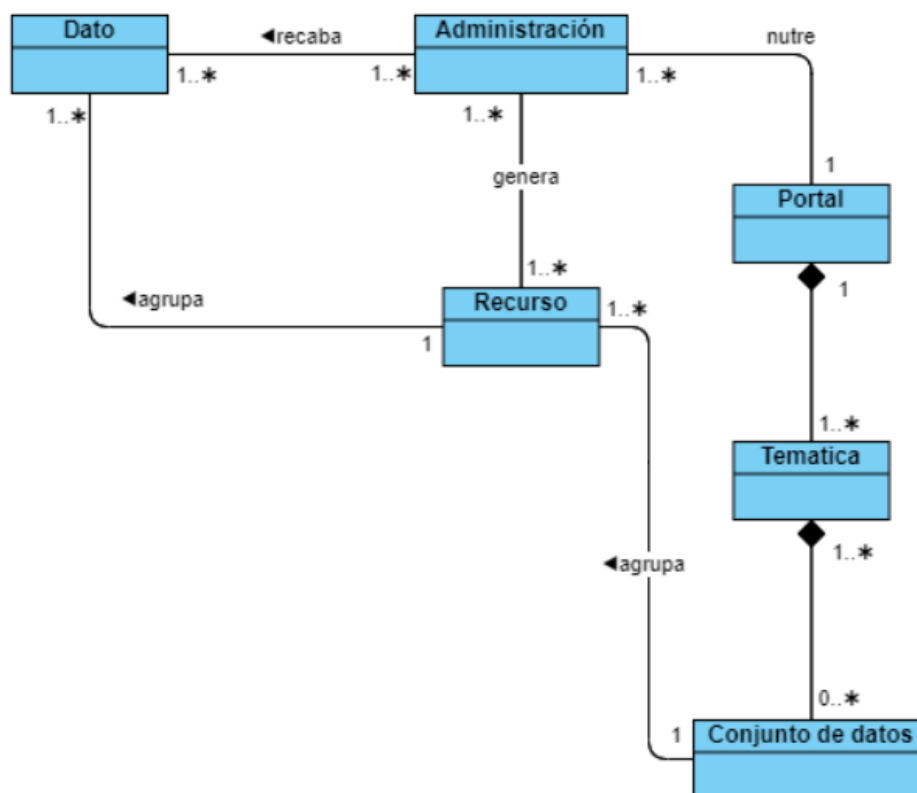 Dato
◄recaba
Administración
nutre
1..*
1..*
1..*
1..*
1..*
genera
1
Portal
1
1..*
◄agrupa
1
Recurso
1..*
1..*
Tematica
1..*
◄agrupa
0..*
1
Conjunto de datos